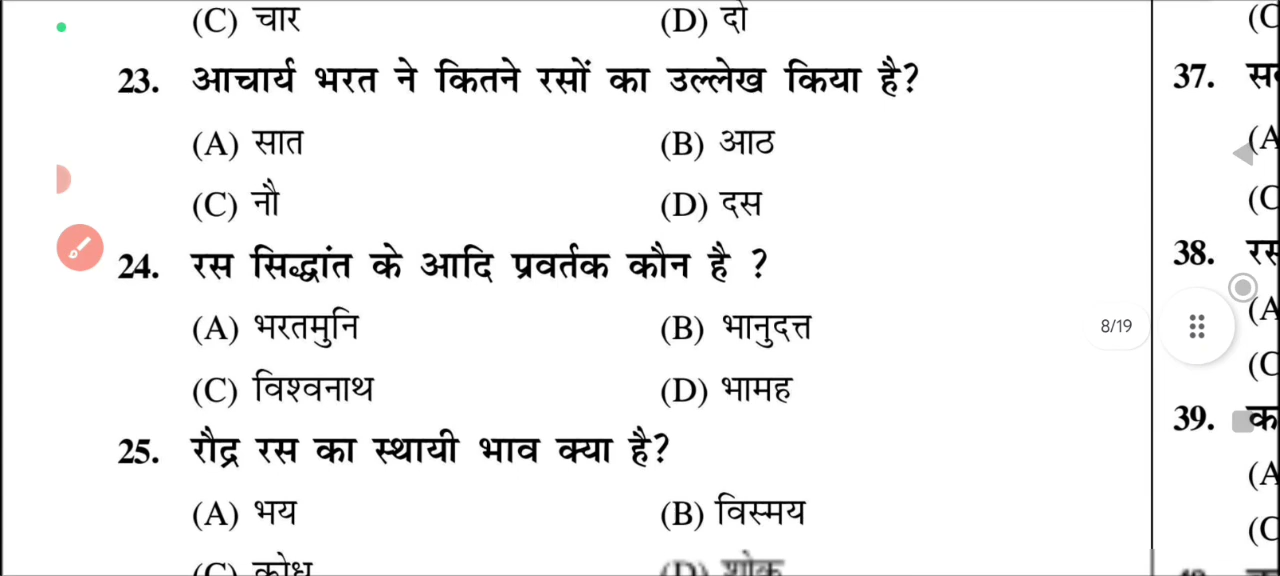 (C) चार (D) दो
23. आचार्य भरत ने कितने रसों का उल्लेख किया है?
(A) सात (B) आठ
(C) नौ (D) दस
24. रस सिद्धांत के आदि प्रवर्तक कौन है ?
(A) भरतमुनि (B) भानुदत्त
(C) विश्वनाथ (D) भामह
25. रौद्र रस का स्थायी भाव क्या है?
(A) भय (B) विस्मय
(C) क्रोध (D) शोक
8/19
(C
37.
(A
(C
38. रस
(A
(C
39.
(A
(C